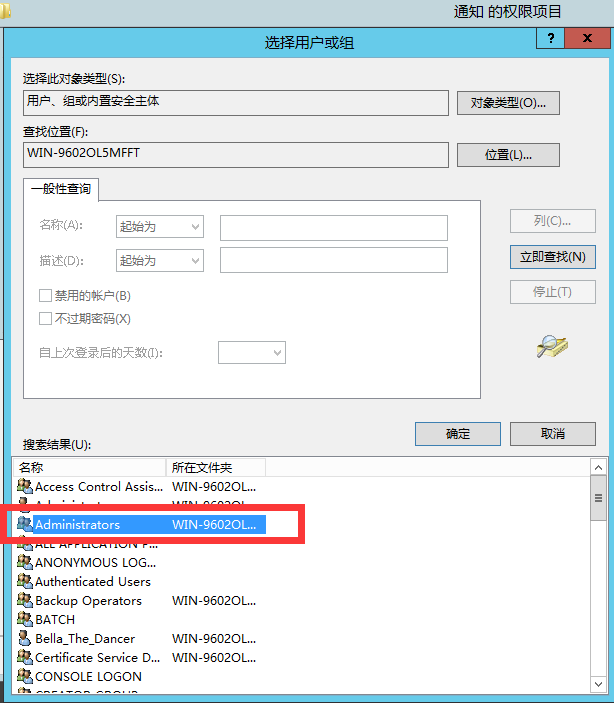 通知 的权限项目
选择用户或组
? x
选择此对象类型(S):
用户、组或内置安全主体
对象类型(O)...
查找位置(F):
WIN-9602OL5MFFT
位置(L)...
一般性查询
名称(A): 起始为
描述(D): 起始为
禁用的帐户(B)
不过期密码(X)
自上次登录后的天数(I):
列(C)...
立即查找(N)
停止(T)
确定 取消
搜索结果(U):
名称 所在文件夹
Access Control Assis... WIN-9602OL...
Administrators WIN-9602OL...
ALL APPLICATION P...
ANONYMOUS LOG...
Authenticated Users
Backup Operators WIN-9602OL...
BATCH
Bella_The_Dancer WIN-9602OL...
Certificate Service D... WIN-9602OL...
CONSOLE LOGON
CREATOR GROUP